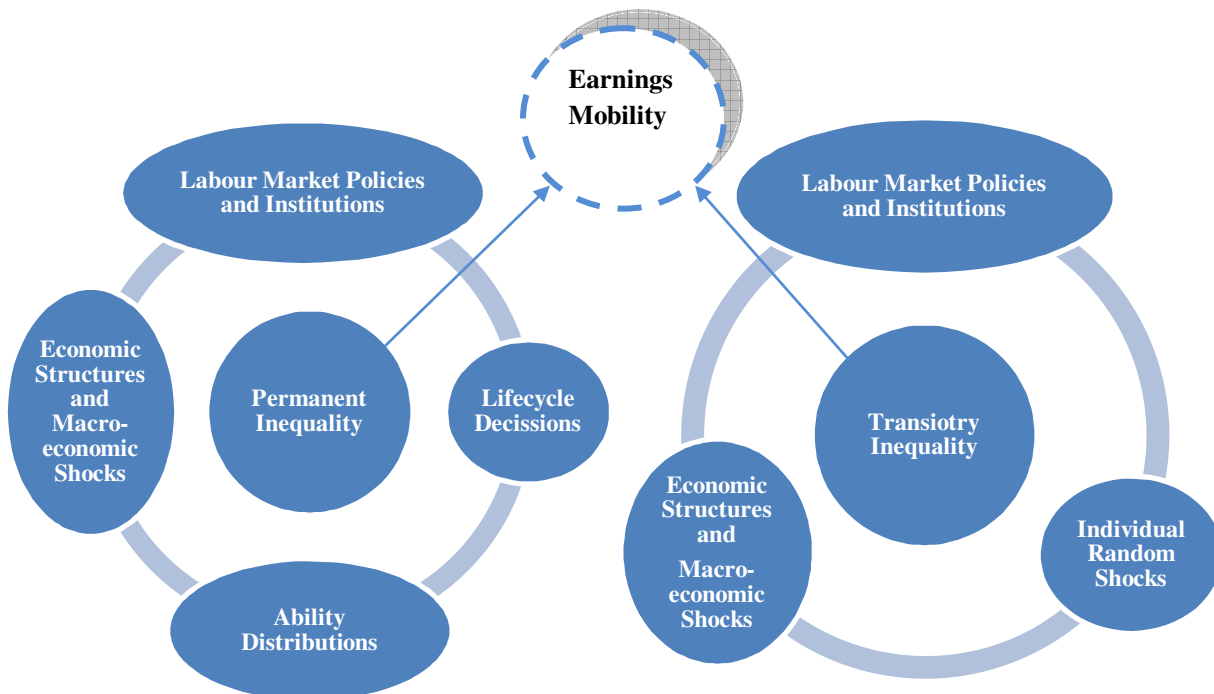 Earnings
Mobility
Labour Market Policies
and Institutions
Economic
Structures
and
Macro-
economic
Shocks
Permanent
Inequality
Lifecycle
Decissions
Ability
Distributions
Labour Market Policies
and Institutions
Transiotry
Inequality
Economic
Structures
and
Macro-
economic
Shocks
Individual
Random
Shocks